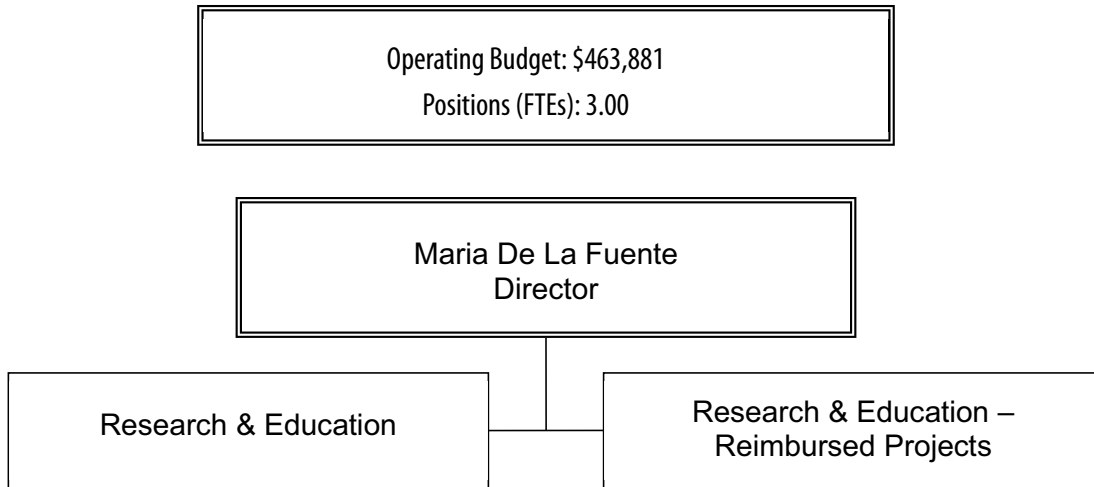 Operating Budget: $463,881
Positions (FTEs): 3.00
Maria De La Fuente
Director
Research & Education
Research & Education –
Reimbursed Projects